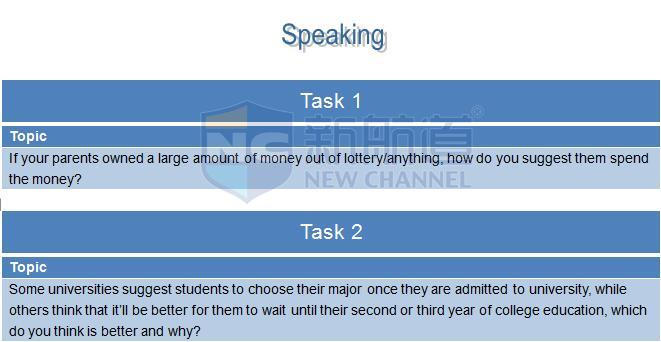 Speaking
Task 1
Topic
If your parents owned a large amount of money out of lottery/anything, how do you suggest them spend
the money?
新航道®
NEW CHANNEL
Task 2
Topic
Some universities suggest students to choose their major once they are admitted to university, while
others think that it'll be better for them to wait until their second or third year of college education, which
do you think is better and why?